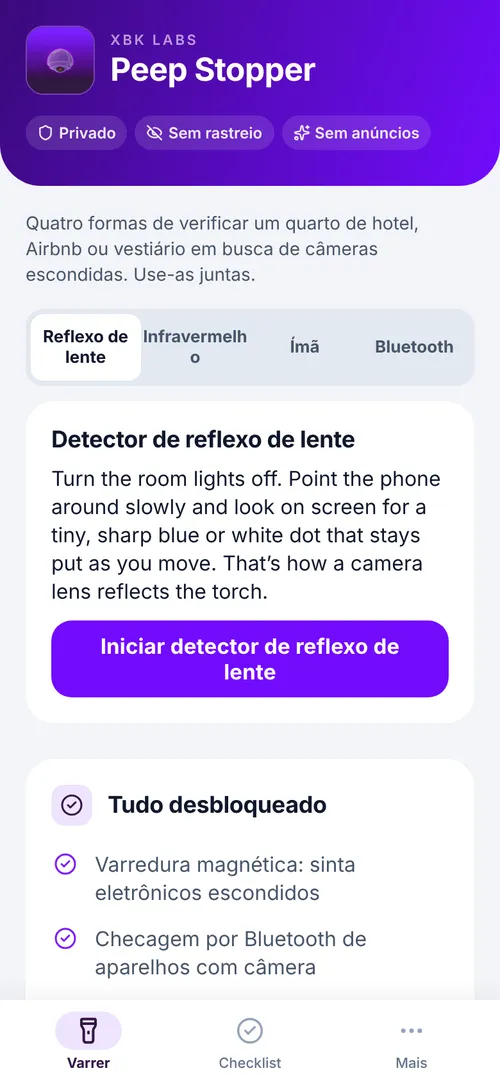 XBK LABS
Peep Stopper
Privado
Sem rastreio
Sem anúncios
Quatro formas de verificar um quarto de hotel,
Airbnb ou vestiário em busca de câmeras
escondidas. Use-as juntas.
Reflexo de
lente
Infravermelh
o
Ímã
Bluetooth
Detector de reflexo de lente
Turn the room lights off. Point the phone
around slowly and look on screen for a
tiny, sharp blue or white dot that stays
put as you move. That’s how a camera
lens reflects the torch.
Iniciar detector de reflexo de
lente
Tudo desbloqueado
Varredura magnética: sinta
eletrônicos escondidos
Checagem por Bluetooth de
aparelhos com câmera
Varrer
Checklist
Mais